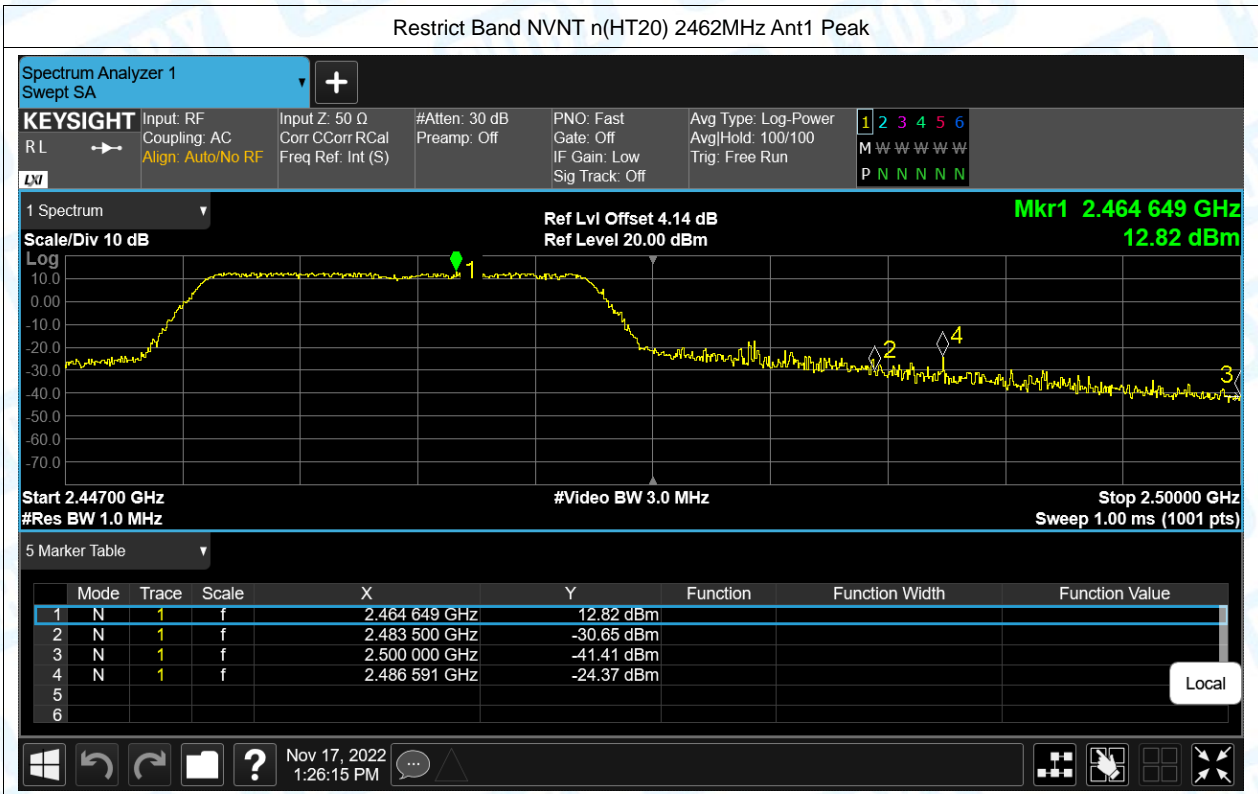 Restrict Band NVNT n(HT20) 2462MHz Ant1 Peak
Spectrum Analyzer 1
Swept SA
KEYSIGHT
R L
LXI
Input: RF
Coupling: AC
Align: Auto/No RF
Input Z: 50 Ω
Corr CCorr RCal
Freq Ref: Int (S)
#Atten: 30 dB
Preamp: Off
PNO: Fast
Gate: Off
IF Gain: Low
Sig Track: Off
Avg Type: Log-Power
Avg|Hold: 100/100
Trig: Free Run
1 2 3 4 5 6
M W W W W W W
P N N N N N
1 Spectrum
Scale/Div 10 dB
Ref Lvl Offset 4.14 dB
Ref Level 20.00 dBm
Mkr1 2.464 649 GHz
12.82 dBm
Log
10.0
0.00
-10.0
-20.0
-30.0
-40.0
-50.0
-60.0
-70.0
1
2
4
3
Start 2.44700 GHz
#Res BW 1.0 MHz
#Video BW 3.0 MHz
Stop 2.50000 GHz
Sweep 1.00 ms (1001 pts)
5 Marker Table
Mode Trace Scale X Y Function Function Width Function Value
1 N 1 f 2.464 649 GHz 12.82 dBm
2 N 1 f 2.483 500 GHz -30.65 dBm
3 N 1 f 2.500 000 GHz -41.41 dBm
4 N 1 f 2.486 591 GHz -24.37 dBm
5
6
Local
Nov 17, 2022
1:26:15 PM